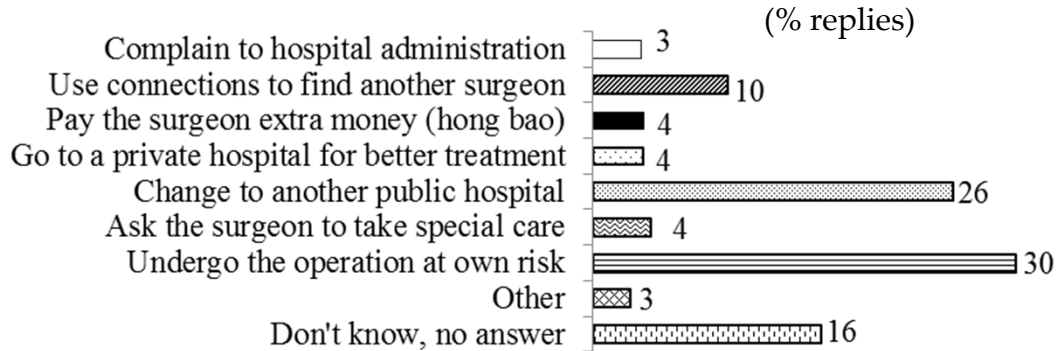 (% replies)
Complain to hospital administration 3
Use connections to find another surgeon 10
Pay the surgeon extra money (hong bao) 4
Go to a private hospital for better treatment 4
Change to another public hospital 26
Ask the surgeon to take special care 4
Undergo the operation at own risk 30
Other 3
Don't know, no answer 16